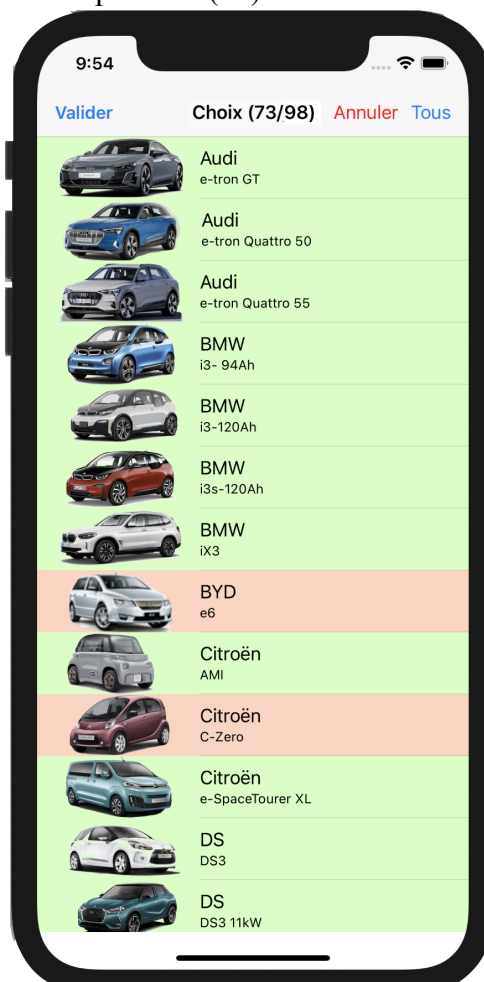 9:54
Valider Choix (73/98) Annuler Tous
Audi
e-tron GT
Audi
e-tron Quattro 50
Audi
e-tron Quattro 55
BMW
i3- 94Ah
BMW
i3-120Ah
BMW
i3s-120Ah
BMW
iX3
BYD
e6
Citroën
AMI
Citroën
C-Zero
Citroën
e-SpaceTourer XL
DS
DS3
DS
DS3 11kW